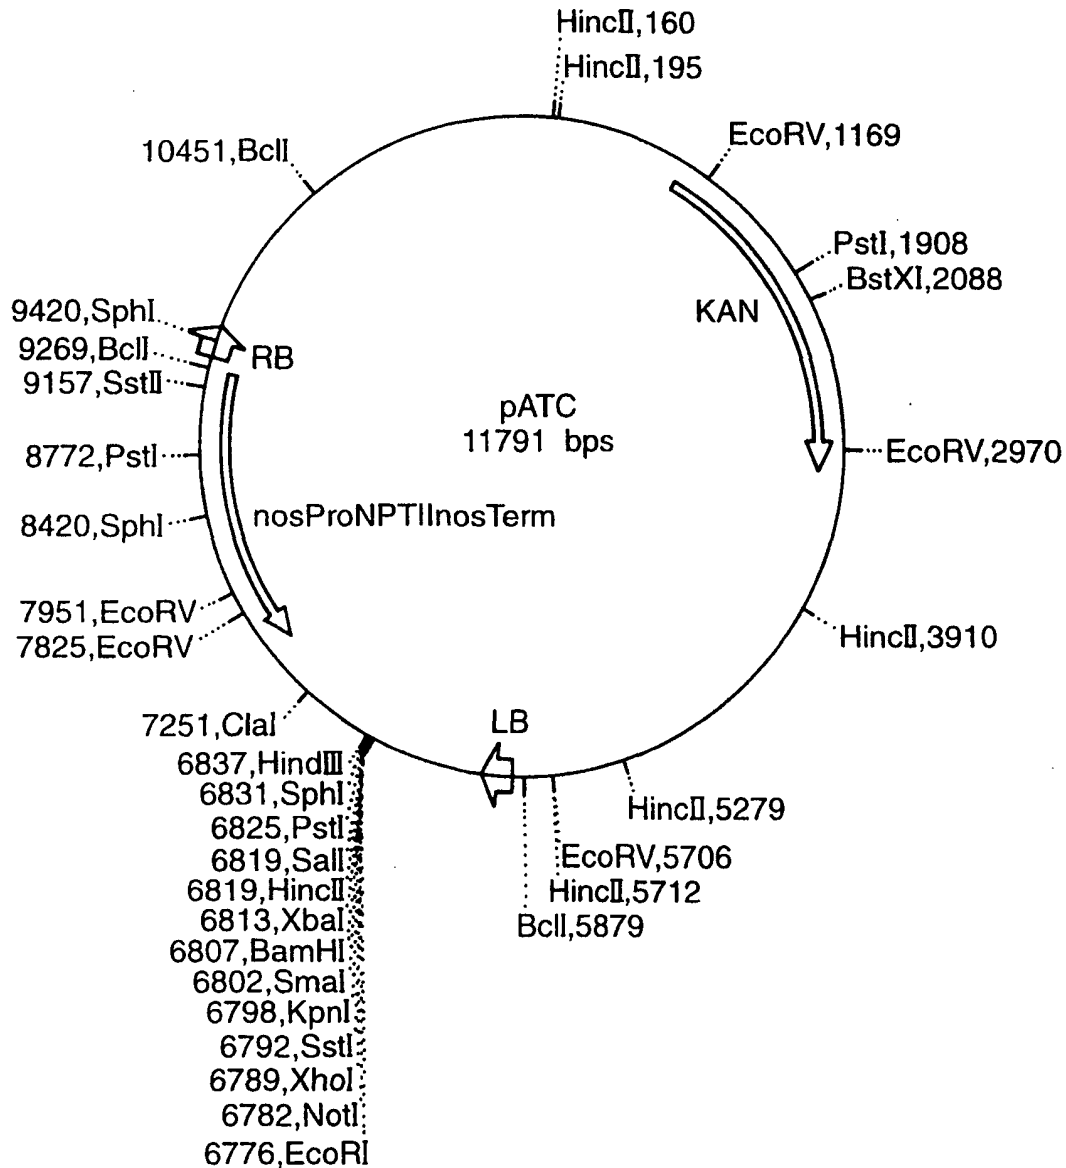 HincⅡ,160
HincⅡ,195
EcoRV,1169
10451,BclI
PstI,1908
BstXI,2088
KAN
9420,SphI
9269,BclI
RB
9157,SstⅡ
pATC
11791 bps
8772,PstI
EcoRV,2970
nosProNPTIInosTerm
8420,SphI
7951,EcoRV
7825,EcoRV
HincⅡ,3910
7251,ClaI
LB
6837,HindⅢ
6831,SphI
HincⅡ,5279
6825,PstI
6819,SalI
EcoRV,5706
6819,HincⅡ
HincⅡ,5712
6813,XbaI
BclI,5879
6807,BamHI
6802,SmaI
6798,KpnI
6792,SstI
6789,XhoI
6782,NotI
6776,EcoRI